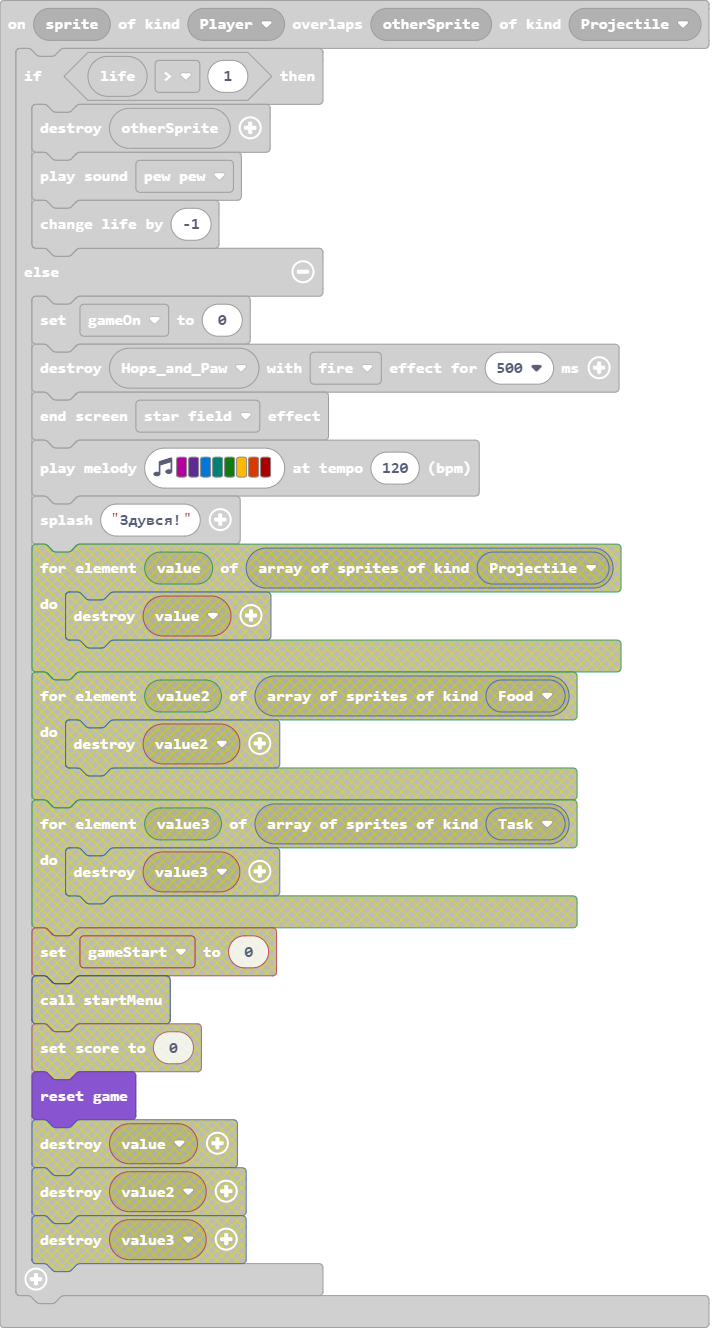 on sprite of kind Player overlaps otherSprite of kind Projectile
if life > 1 then
destroy otherSprite
play sound pew pew
change life by -1
else
set gameOn to 0
destroy Hops_and_Paw with fire effect for 500 ms
end screen star field effect
play melody at tempo 120 (bpm)
splash "Здувся!"
for element value of array of sprites of kind Projectile
do
destroy value
for element value2 of array of sprites of kind Food
do
destroy value2
for element value3 of array of sprites of kind Task
do
destroy value3
set gameStart to 0
call startMenu
set score to 0
reset game
destroy value
destroy value2
destroy value3